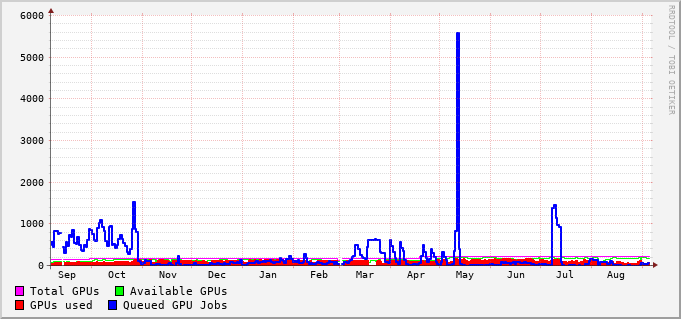 6000
5000
4000
3000
2000
1000
0
Sep Oct Nov Dec Jan Feb Mar Apr May Jun Jul Aug
Total GPUs Available GPUs
GPUs used Queued GPU Jobs
RRDTOOL / TOBI OETIKER